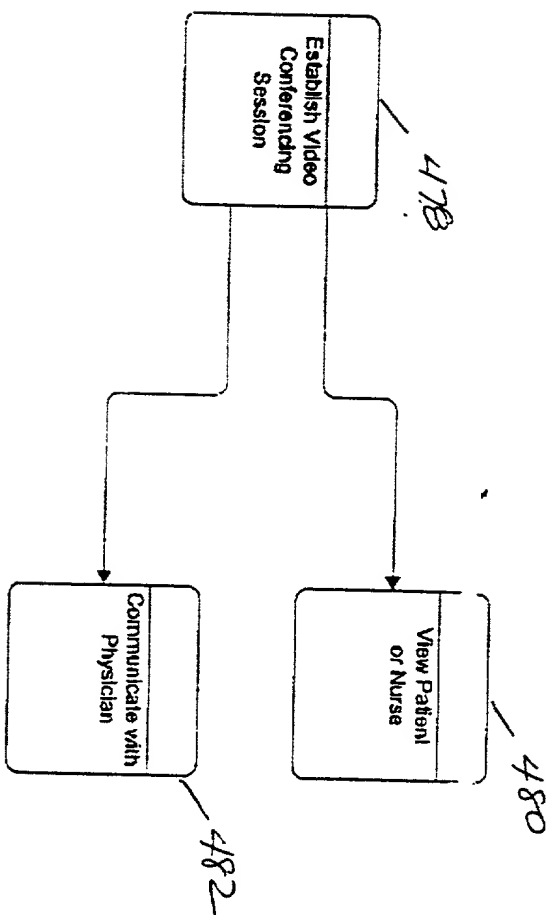 Establish Video
Conferencing
Session
478
View Patient
or Nurse
480
Communicate with
Physician
482